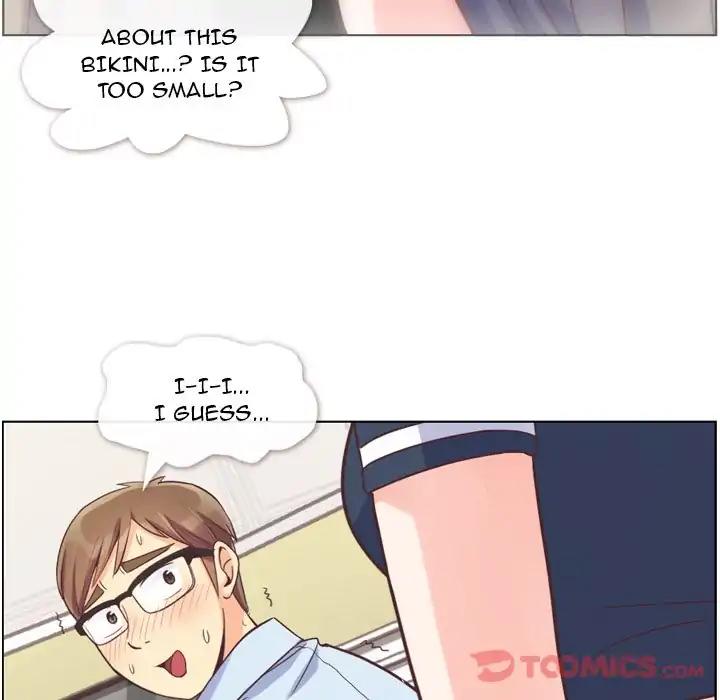 ABOUT THIS
BIKINI...? IS IT
TOO SMALL?
I-I-I...
I GUESS...
TOOMICS.COM